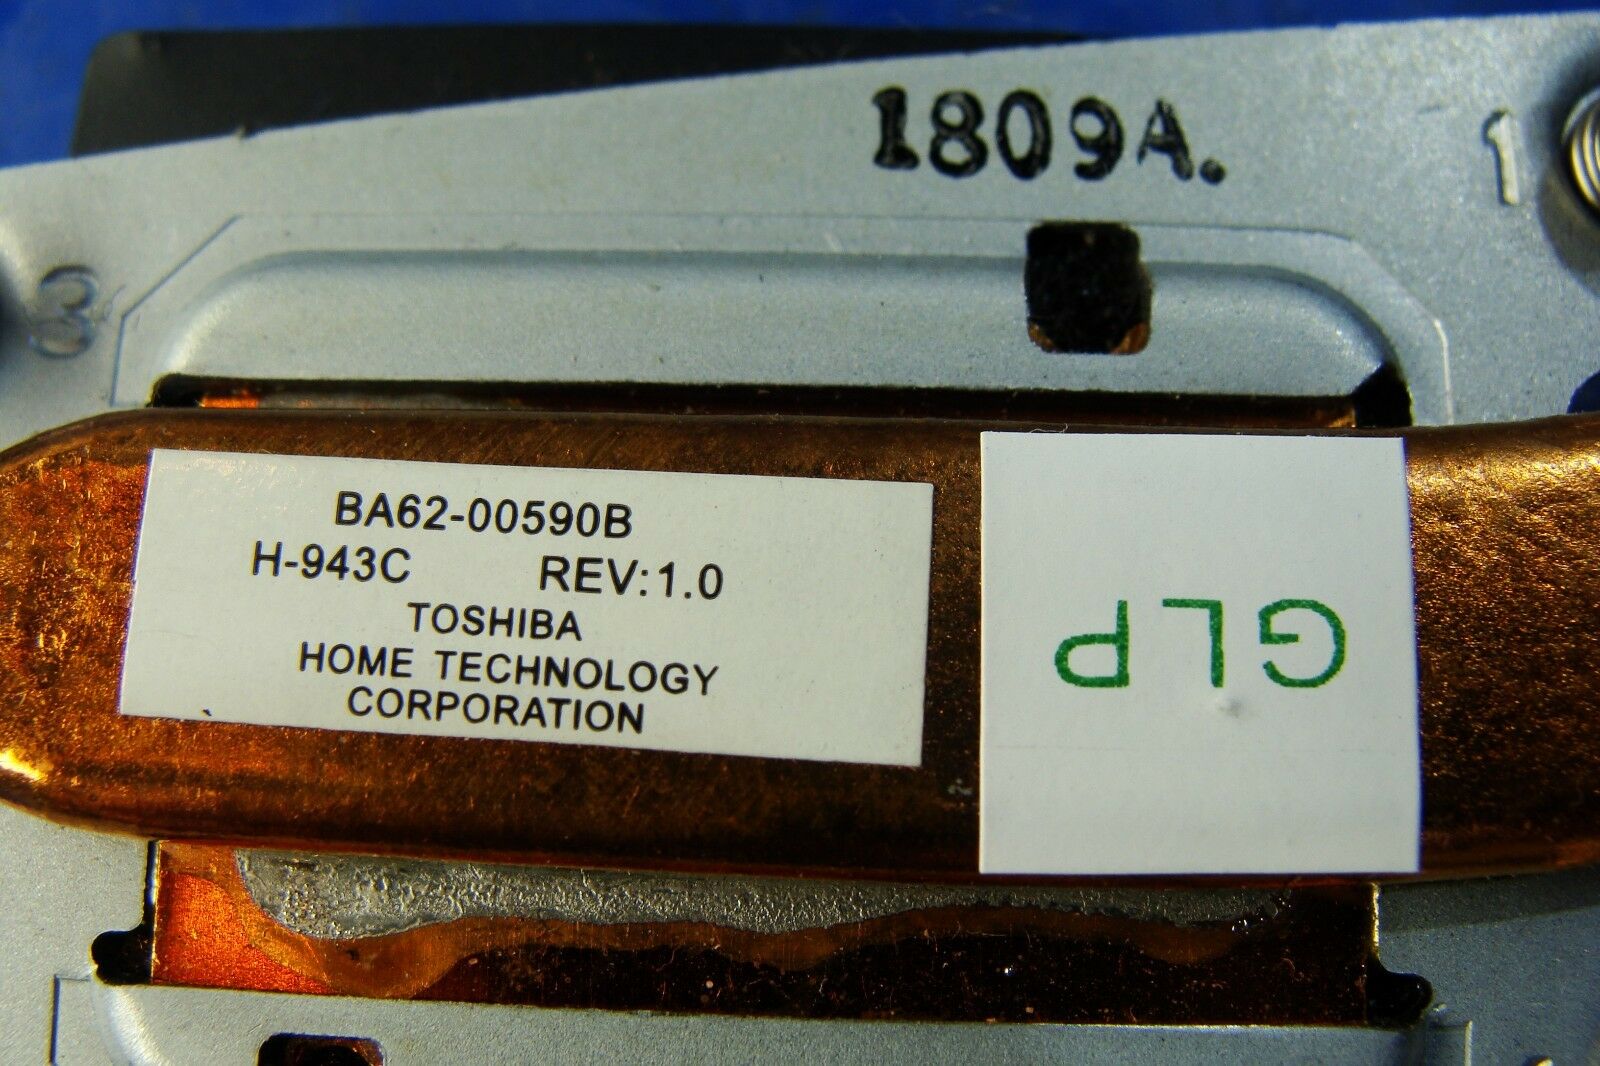 1809A.
1
3
BA62-00590B
H-943C REV:1.0
TOSHIBA
HOME TECHNOLOGY
CORPORATION
GLP